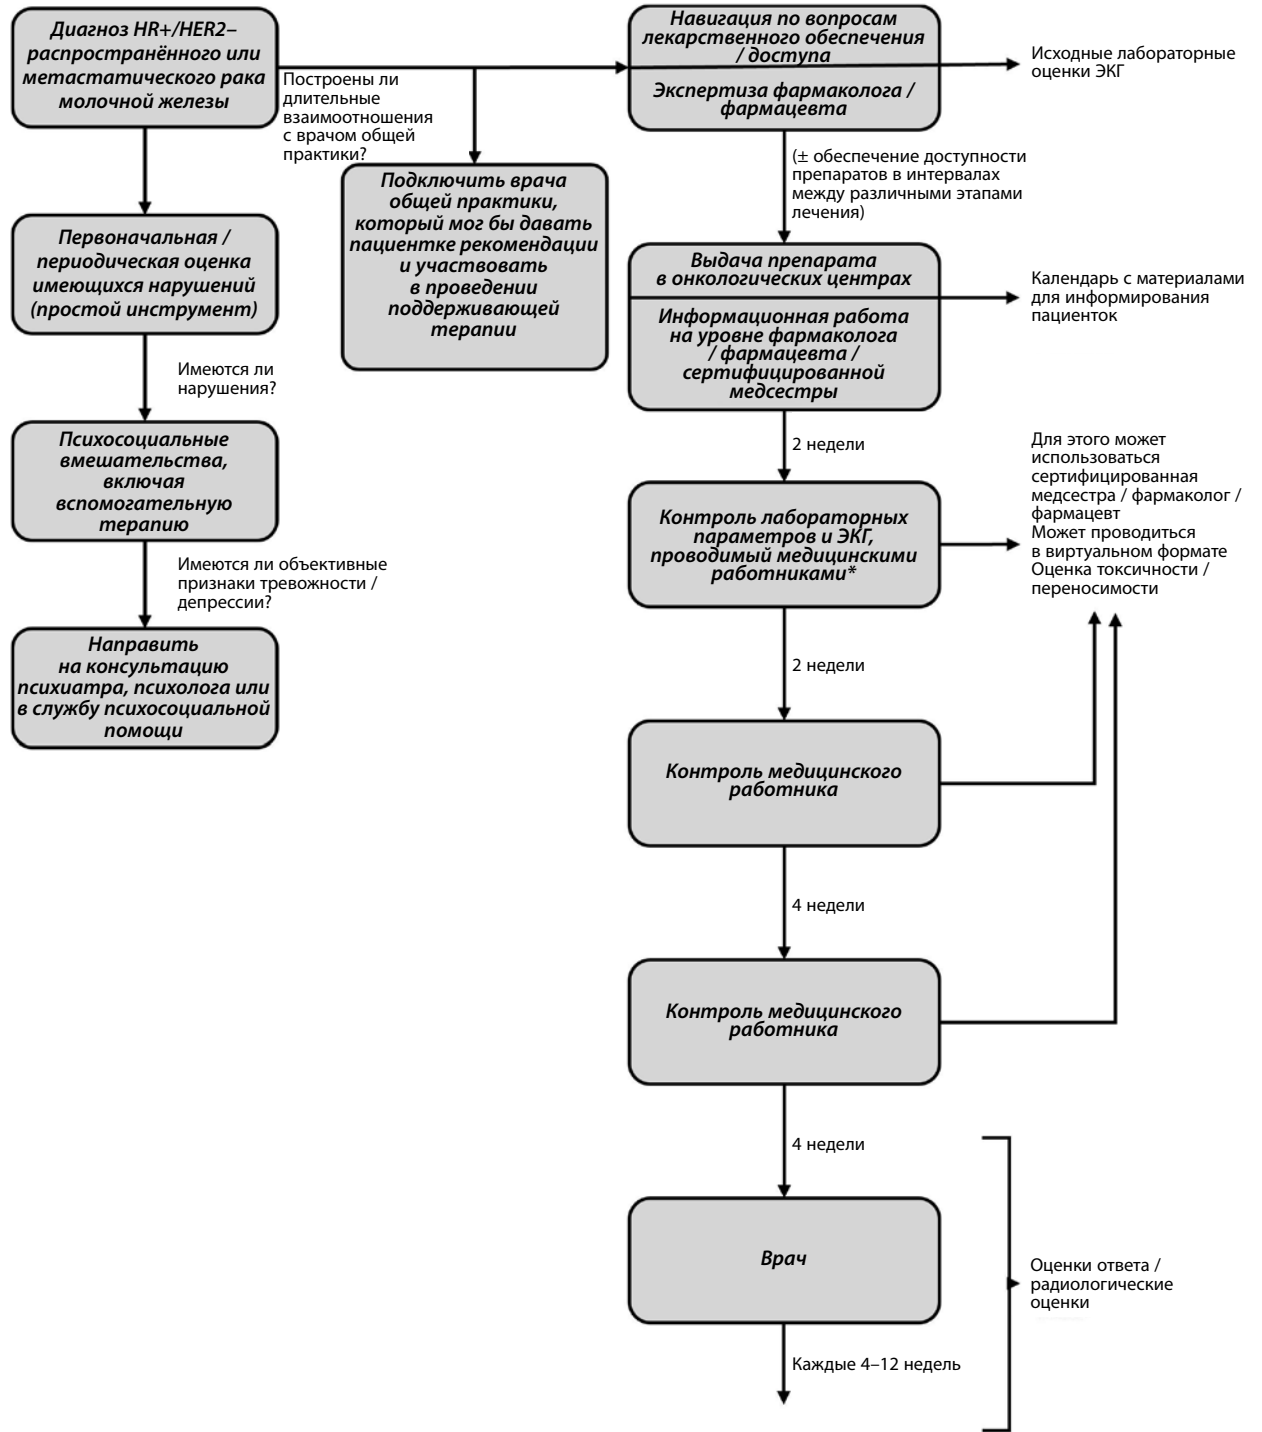 Диагноз HR+/HER2–
распространённого или
метастатического рака
молочной железы
Построены ли
длительные
взаимоотношения
с врачом общей
практики?
Навигация по вопросам
лекарственного обеспечения
/ доступа
Экспертиза фармаколога /
фармацевта
Исходные лабораторные
оценки ЭКГ
(± обеспечение доступности
препаратов в интервалах
между различными этапами
лечения)
Подключить врача
общей практики,
который мог бы давать
пациентке рекомендации
и участвовать
в проведении
поддерживающей
терапии
Первоначальная /
периодическая оценка
имеющихся нарушений
(простой инструмент)
Имеются ли
нарушения?
Психосоциальные
вмешательства,
включая
вспомогательную
терапию
Имеются ли объективные
признаки тревожности /
депрессии?
Направить
на консультацию
психиатра, психолога или
в службу психосоциальной
помощи
Выдача препарата
в онкологических центрах
Информационная работа
на уровне фармаколога
/ фармацевта /
сертифицированной
медсестры
Календарь с материалами
для информирования
пациенток
2 недели
Контроль лабораторных
параметров и ЭКГ,
проводимый медицинскими
работниками*
Для этого может
использоваться
сертифицированная
медсестра / фармаколог /
фармацевт
Может проводиться
в виртуальном формате
Оценка токсичности /
переносимости
2 недели
Контроль медицинского
работника
4 недели
Контроль медицинского
работника
4 недели
Врач
Оценки ответа /
радиологические
оценки
Каждые 4–12 недель